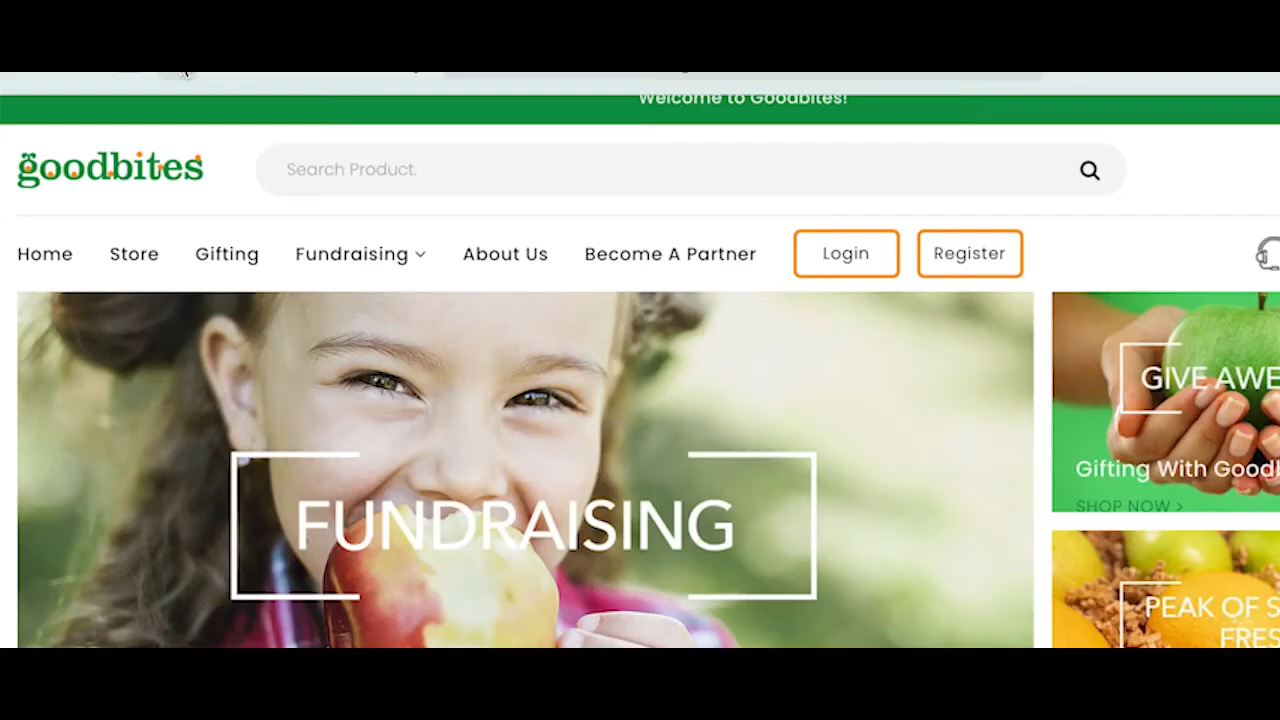 Welcome to Goodbites!
goodbites
Search Product.
Home Store Gifting Fundraising About Us Become A Partner Login Register
FUNDRAISING
GIVE AWE
Gifting With Good
SHOP NOW >
PEAK OF S
FRES